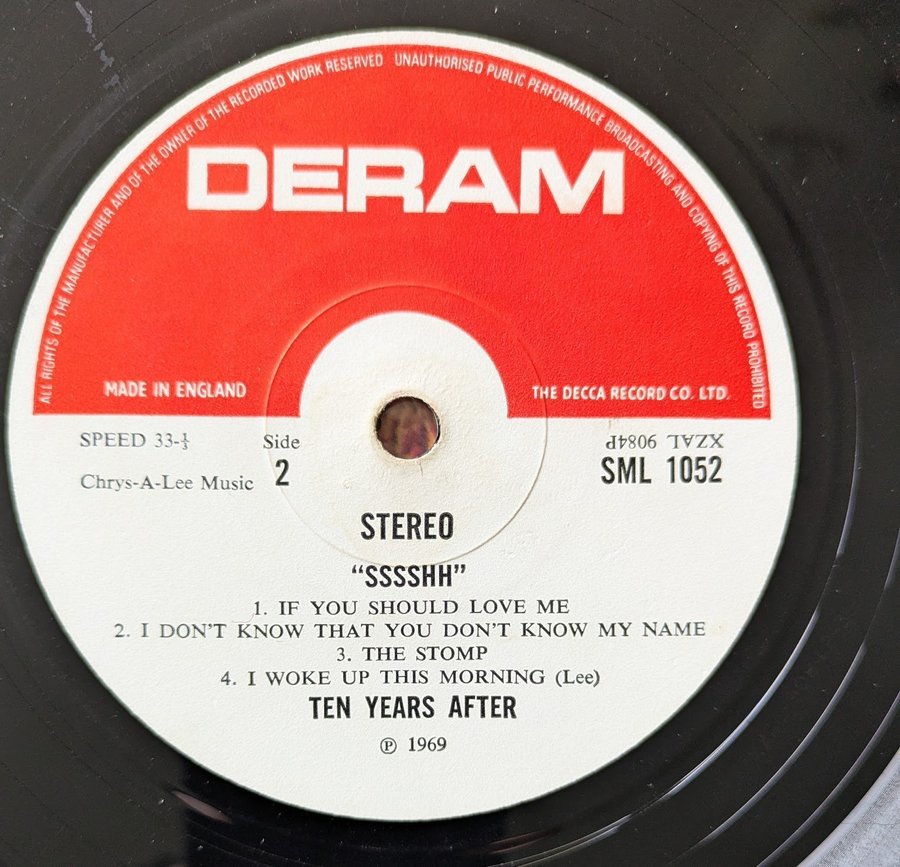 ALL RIGHTS OF THE MANUFACTURER AND OF THE OWNER OF THE RECORDED WORK RESERVED UNAUTHORISED PUBLIC PERFORMANCE BROADCASTING AND COPYING OF THIS RECORD PROHIBITED
DERAM
MADE IN ENGLAND
THE DECCA RECORD CO. LTD.
SPEED 33-⅓
Side
XZAL 9084P
Chrys-A-Lee Music
2
SML 1052
STEREO
“SSSSHH”
1. IF YOU SHOULD LOVE ME
2. I DON'T KNOW THAT YOU DON'T KNOW MY NAME
3. THE STOMP
4. I WOKE UP THIS MORNING (Lee)
TEN YEARS AFTER
℗ 1969